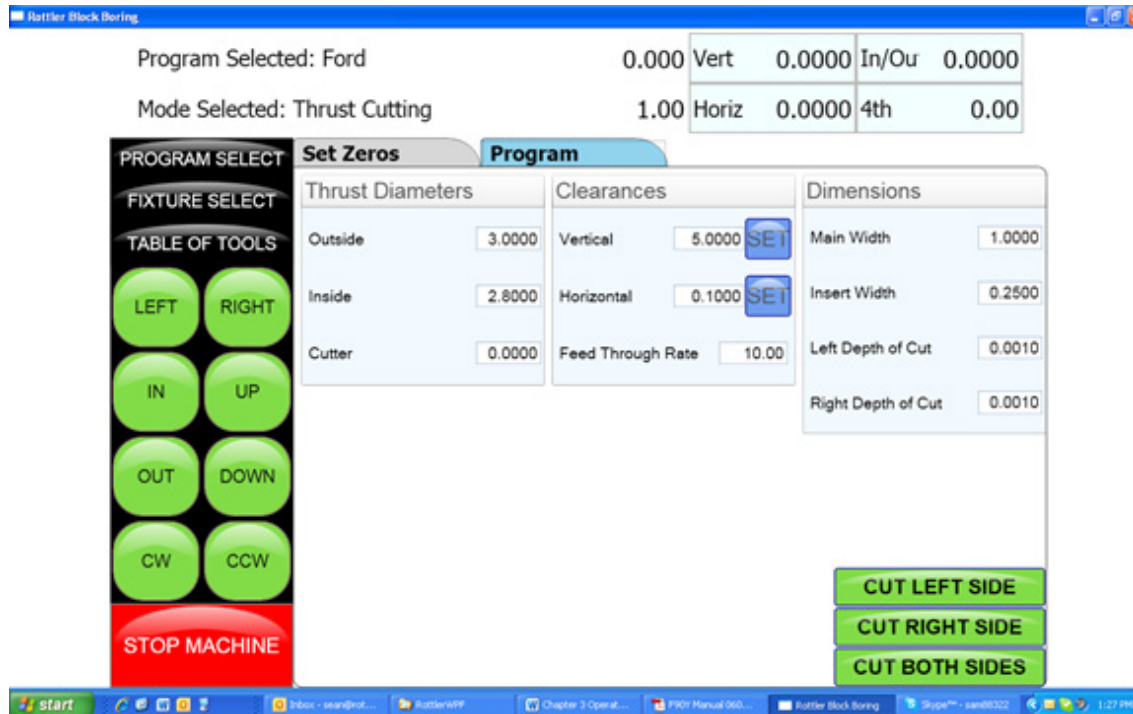 Rottler Block Boring
Program Selected: Ford 0.000 Vert 0.0000 In/Our 0.0000
Mode Selected: Thrust Cutting 1.00 Horiz 0.0000 4th 0.00
PROGRAM SELECT
FIXTURE SELECT
TABLE OF TOOLS
LEFT RIGHT
IN UP
OUT DOWN
CW CCW
STOP MACHINE
Set Zeros Program
Thrust Diameters
Outside 3.0000
Inside 2.8000
Cutter 0.0000
Clearances
Vertical 5.0000 SET
Horizontal 0.1000 SET
Feed Through Rate 10.00
Dimensions
Main Width 1.0000
Insert Width 0.2500
Left Depth of Cut 0.0010
Right Depth of Cut 0.0010
CUT LEFT SIDE
CUT RIGHT SIDE
CUT BOTH SIDES
start Inbox - sean@rot... RottlerWPF Chapter 3 Operat... F90Y Manual 060... Rottler Block Boring Skype™ - sam88322 1:27 PM